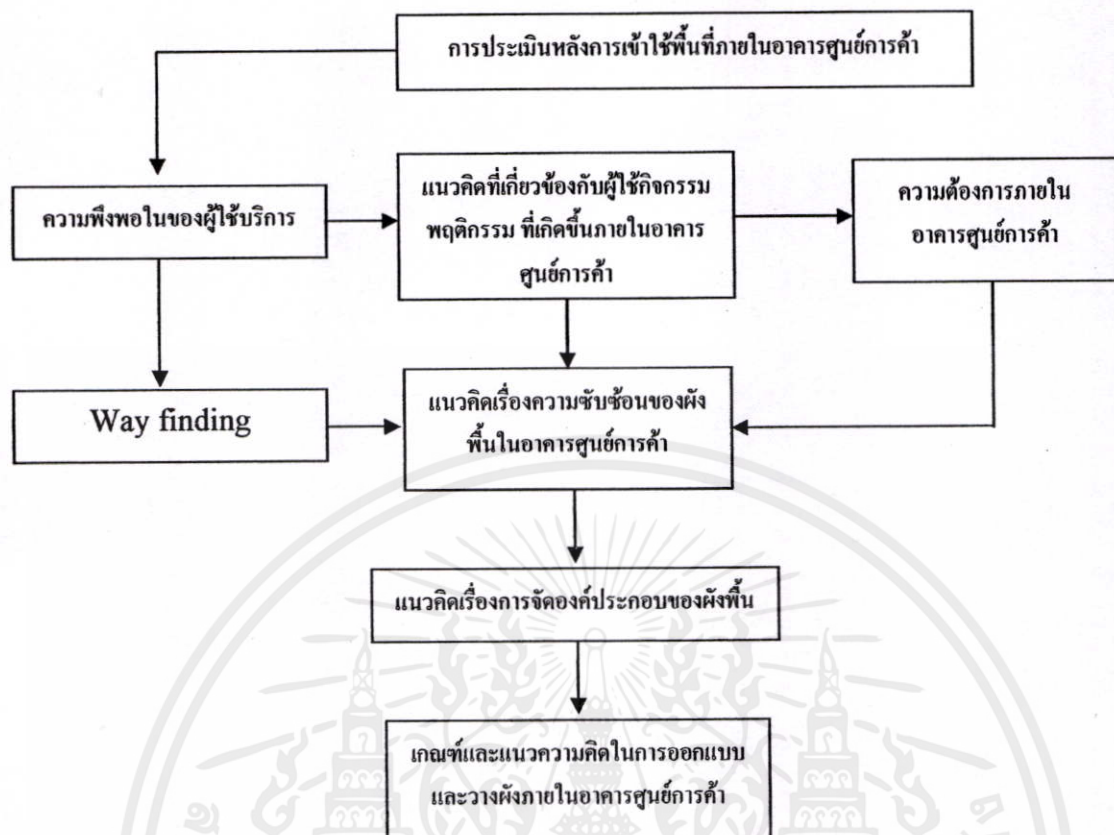 การประเมินหลังการเข้าใช้พื้นที่ภายในอาคารศูนย์การค้า
ความพึงพอในของผู้ใช้บริการ
แนวคิดที่เกี่ยวข้องกับผู้ใช้กิจกรรม
พฤติกรรม ที่เกิดขึ้นภายในอาคาร
ศูนย์การค้า
ความต้องการภายใน
อาคารศูนย์การค้า
Way finding
แนวคิดเรื่องความซับซ้อนของผัง
พื้นในอาคารศูนย์การค้า
แนวคิดเรื่องการจัดองค์ประกอบของผังพื้น
เกณฑ์และแนวความคิดในการออกแบบ
และวางผังภายในอาคารศูนย์การค้า